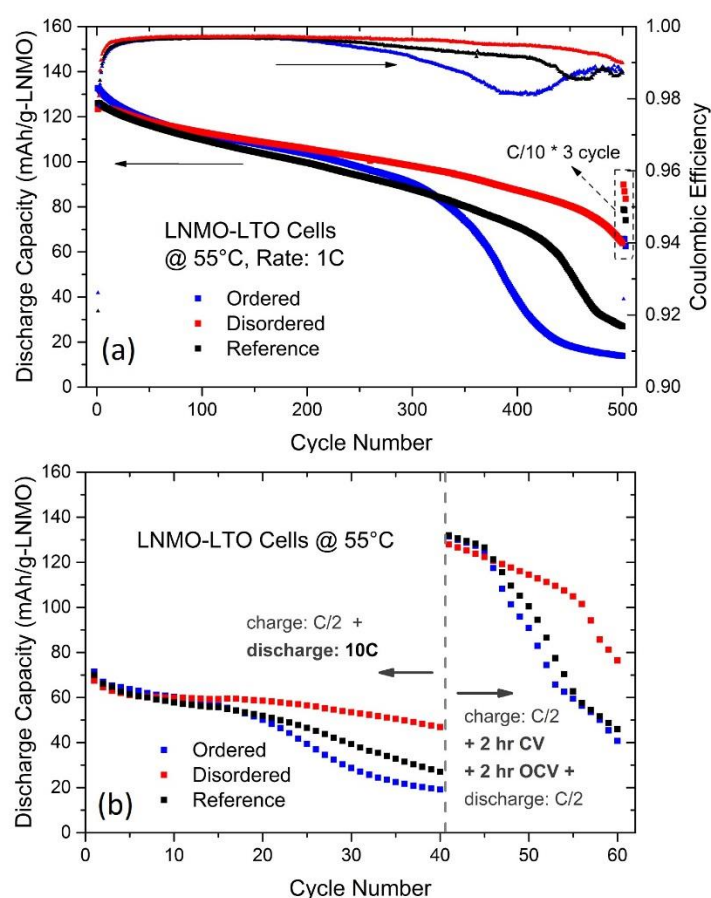 160
140
120
100
80
60
40
20
0
Discharge Capacity (mAh/g-LNMO)
1.00
0.98
0.96
0.94
0.92
0.90
Coulombic Efficiency
C/10 * 3 cycle
LNMO-LTO Cells
@ 55°C, Rate: 1C
Ordered
Disordered
Reference
(a)
0
100
200
300
400
500
Cycle Number
160
140
120
100
80
60
40
20
0
Discharge Capacity (mAh/g-LNMO)
LNMO-LTO Cells @ 55°C
charge: C/2 +
discharge: 10C
charge: C/2
+ 2 hr CV
+ 2 hr OCV +
discharge: C/2
Ordered
Disordered
Reference
(b)
0
10
20
30
40
50
60
Cycle Number